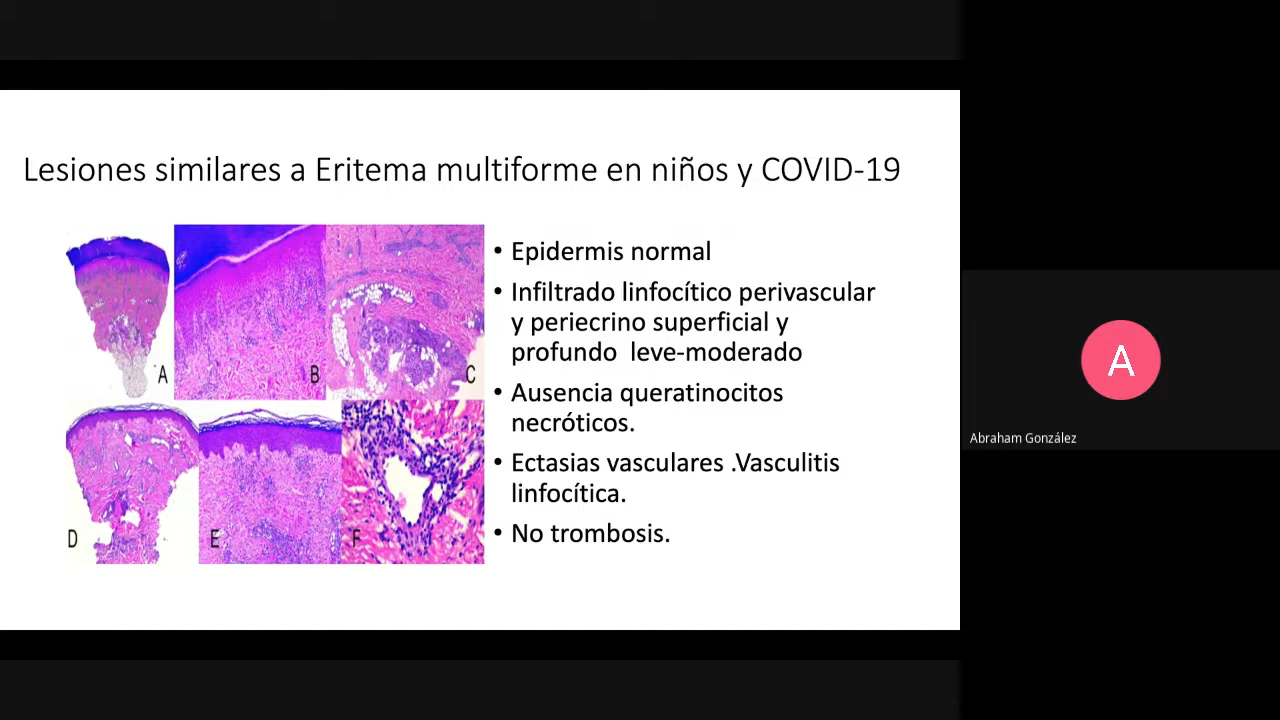 Lesiones similares a Eritema multiforme en niños y COVID-19
A
B
C
D
E
F
• Epidermis normal
• Infiltrado linfocítico perivascular
y periecrino superficial y
profundo leve-moderado
• Ausencia queratinocitos
necróticos.
• Ectasias vasculares .Vasculitis
linfocítica.
• No trombosis.
A
Abraham González